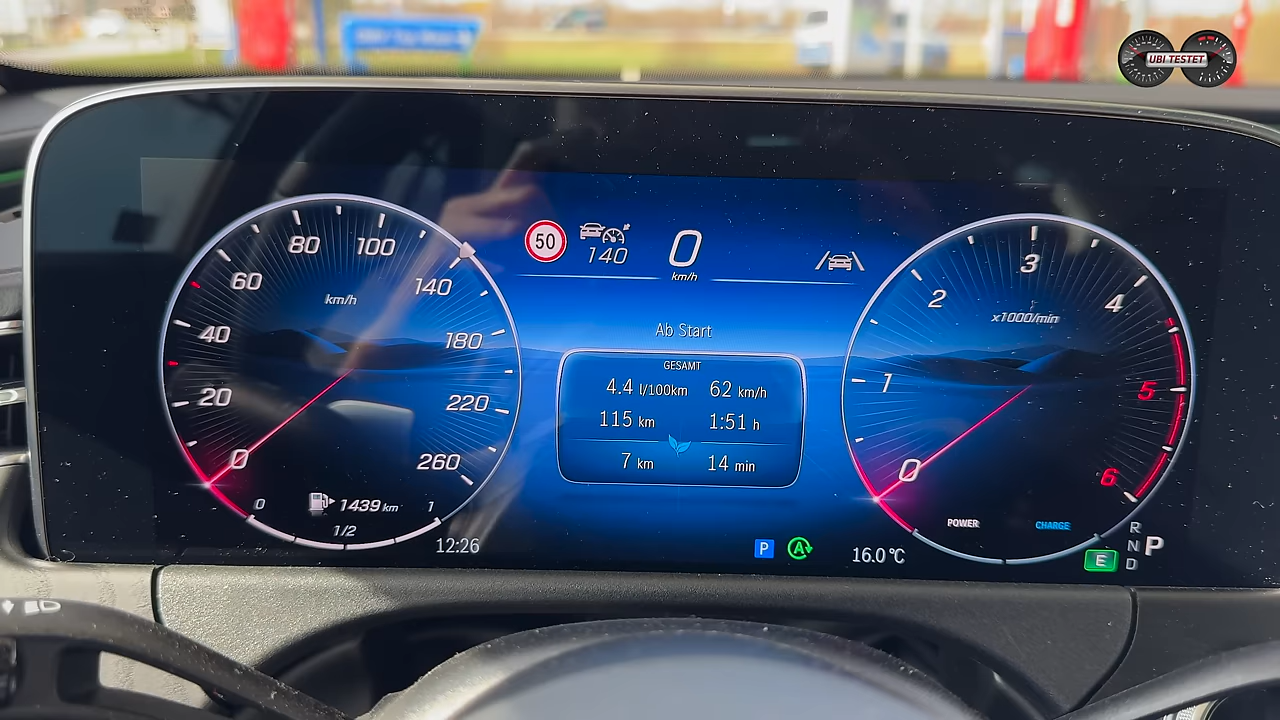 UBI TESTET
50
140
0
km/h
0
20
40
60
80
100
140
180
220
260
km/h
0
1439 km
1
1/2
12:26
Ab Start
GESAMT
4.4 l/100km 62 km/h
115 km 1:51 h
7 km 14 min
P
A
16.0 °C
0
1
2
3
4
5
6
x1000/min
POWER
CHARGE
E
R
N
D
P